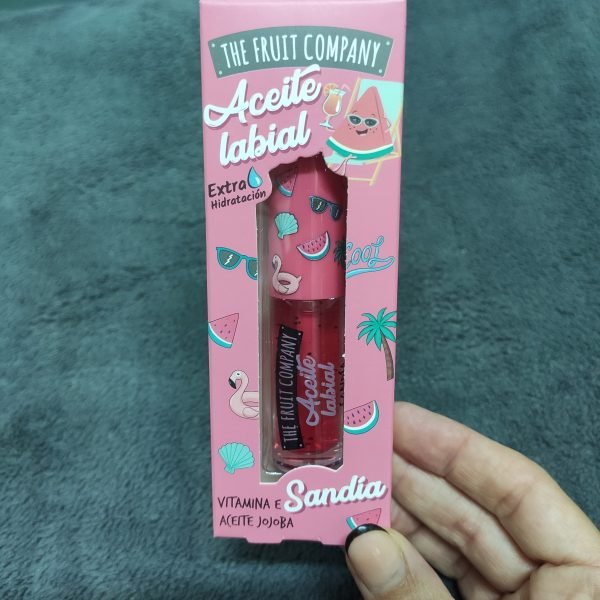 THE FRUIT COMPANY
Aceite
labial
Extra
Hidratación
COOL
THE FRUIT COMPANY
Aceite
labial
VITAMINA E
Sandía
ACEITE JOJOBA